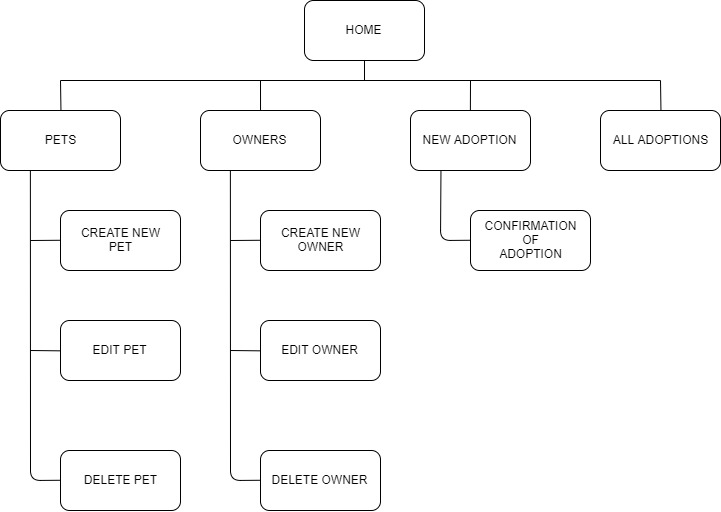 HOME
PETS
OWNERS
NEW ADOPTION
ALL ADOPTIONS
CREATE NEW
PET
CREATE NEW
OWNER
CONFIRMATION
OF
ADOPTION
EDIT PET
EDIT OWNER
DELETE PET
DELETE OWNER